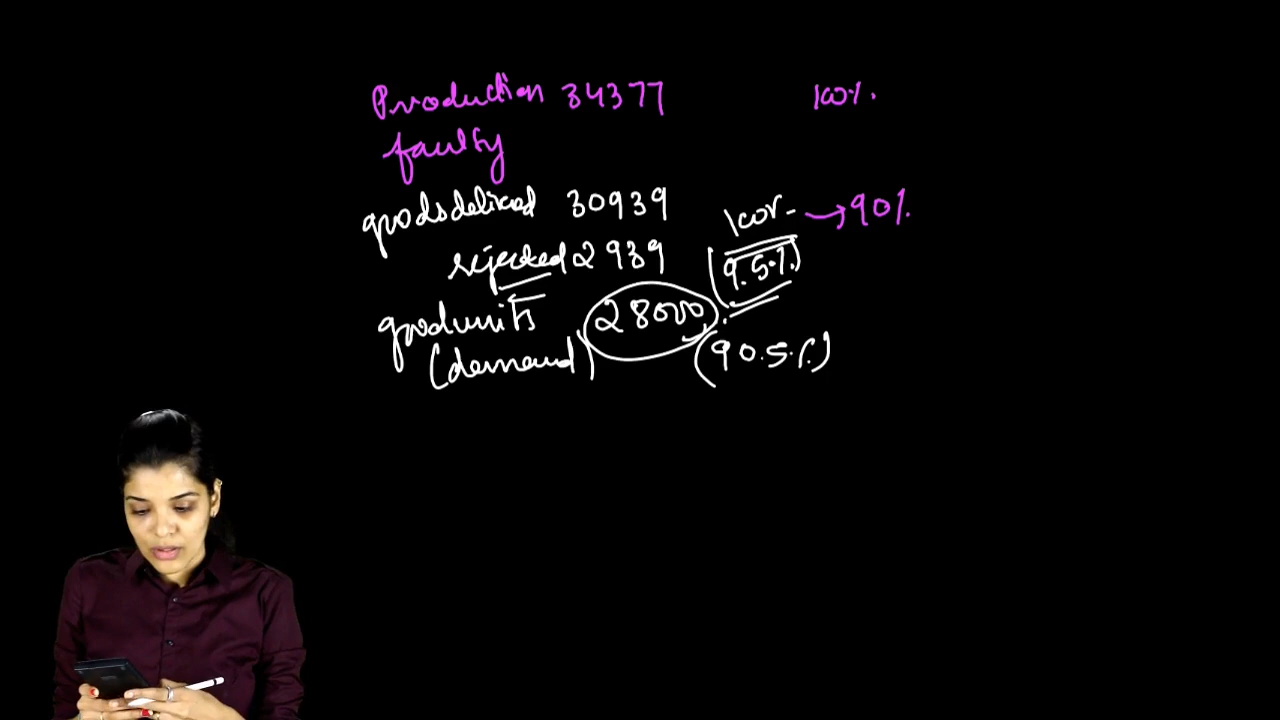 Production 34377 100%.
faulty
goods delivered 30939 100% → 90%.
rejected 2939 (9.5%.)
good units 28000
(demand) (90.5%.)